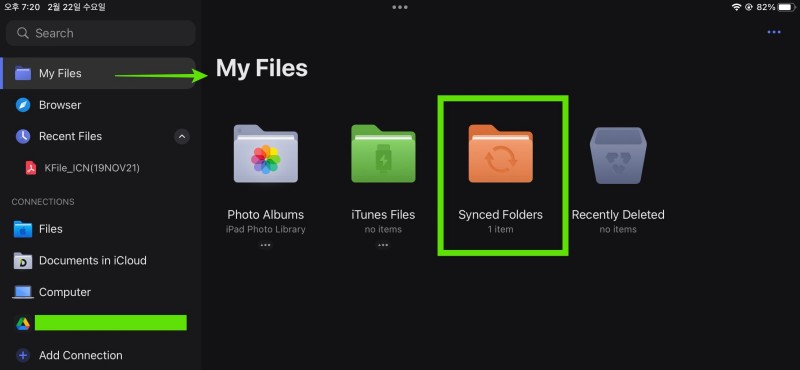 오후 7:20 2월 22일 수요일
82%
Search
My Files
Browser
Recent Files
KFile_ICN(19NOV21)
CONNECTIONS
Files
Documents in iCloud
Computer
Add Connection
My Files
Photo Albums
iPad Photo Library
iTunes Files
no items
Synced Folders
1 item
Recently Deleted
no items